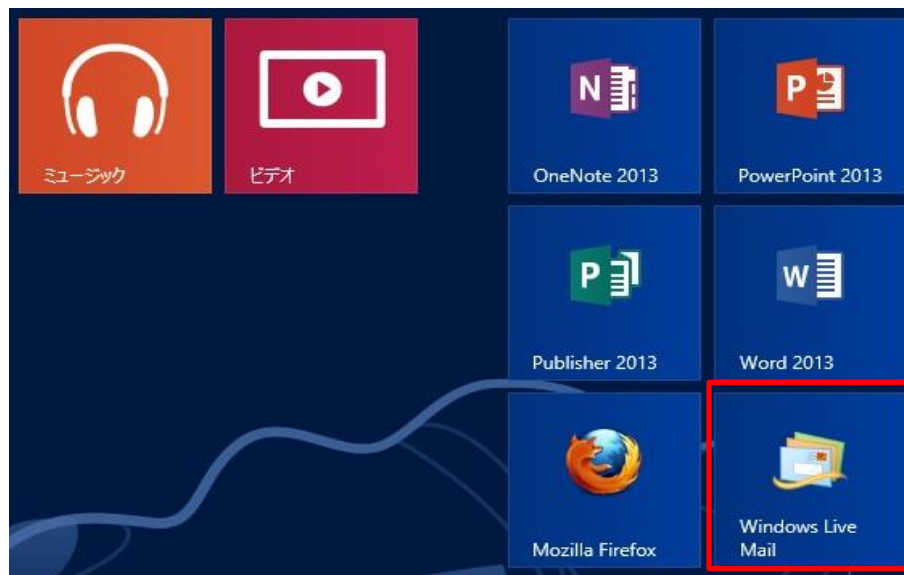 ミュージック
ビデオ
OneNote 2013
PowerPoint 2013
Publisher 2013
Word 2013
Mozilla Firefox
Windows Live
Mail